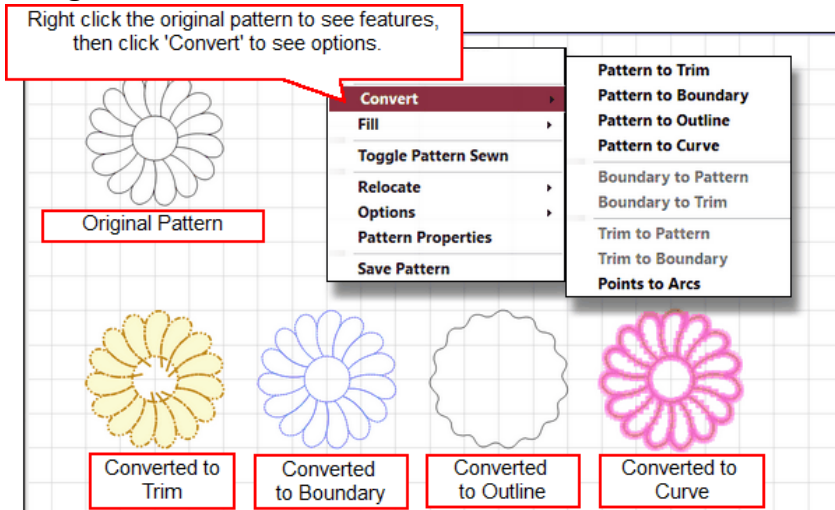 Right click the original pattern to see features,
then click 'Convert' to see options.
Convert
Fill
Toggle Pattern Sewn
Relocate
Options
Pattern Properties
Save Pattern
Pattern to Trim
Pattern to Boundary
Pattern to Outline
Pattern to Curve
Boundary to Pattern
Boundary to Trim
Trim to Pattern
Trim to Boundary
Points to Arcs
Original Pattern
Converted to
Trim
Converted
to Boundary
Converted
to Outline
Converted to
Curve